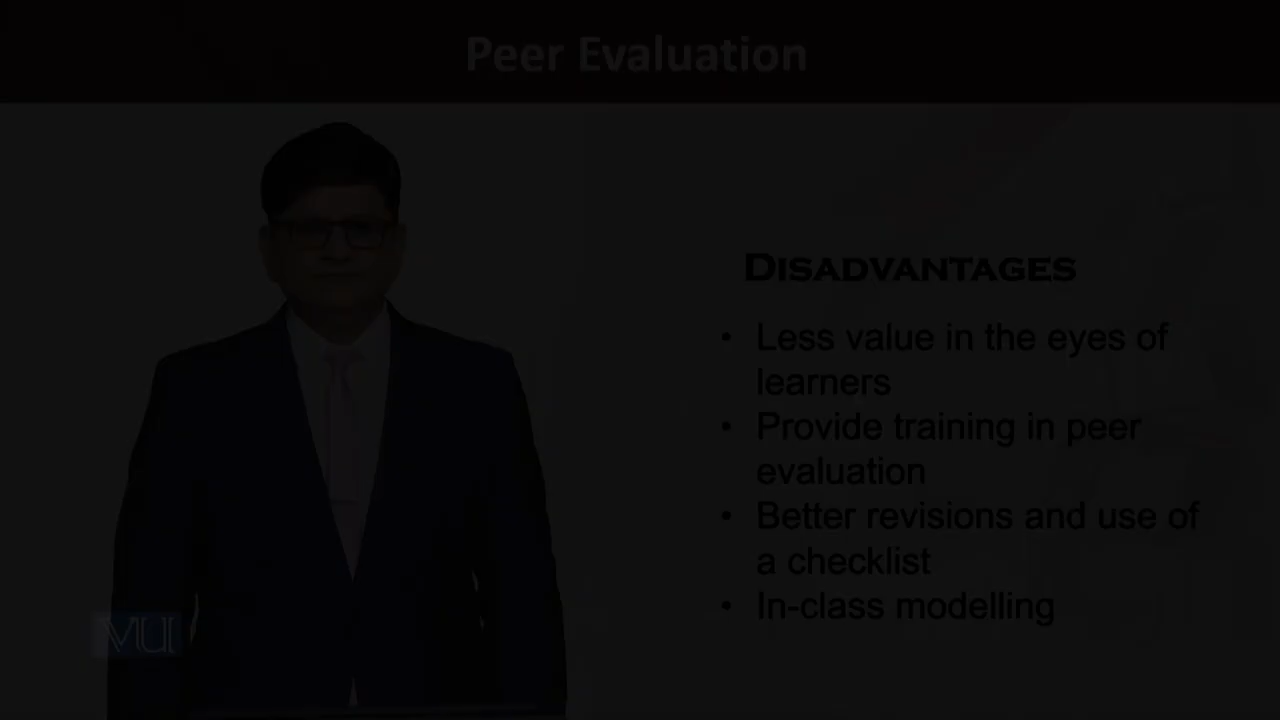 Peer Evaluation
DISADVANTAGES
• Less value in the eyes of
learners
• Provide training in peer
evaluation
• Better revisions and use of
a checklist
• In-class modelling
VU